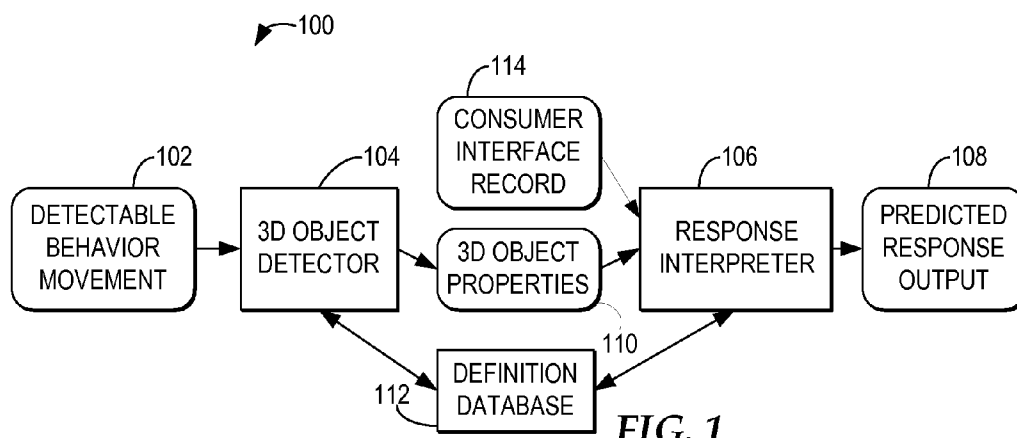 100
114
CONSUMER
INTERFACE
RECORD
102
DETECTABLE
BEHAVIOR
MOVEMENT
104
3D OBJECT
DETECTOR
3D OBJECT
PROPERTIES
110
106
RESPONSE
INTERPRETER
108
PREDICTED
RESPONSE
OUTPUT
112
DEFINITION
DATABASE
FIG. 1